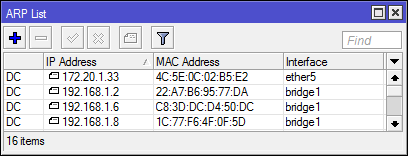 ARP List
Find
IP Address MAC Address Interface
DC 172.20.1.33 4C:5E:0C:02:B5:E2 ether5
DC 192.168.1.2 22:A7:B6:95:77:DA bridge1
DC 192.168.1.6 C8:3D:DC:D4:50:DC bridge1
DC 192.168.1.8 1C:77:F6:4F:0F:5D bridge1
16 items